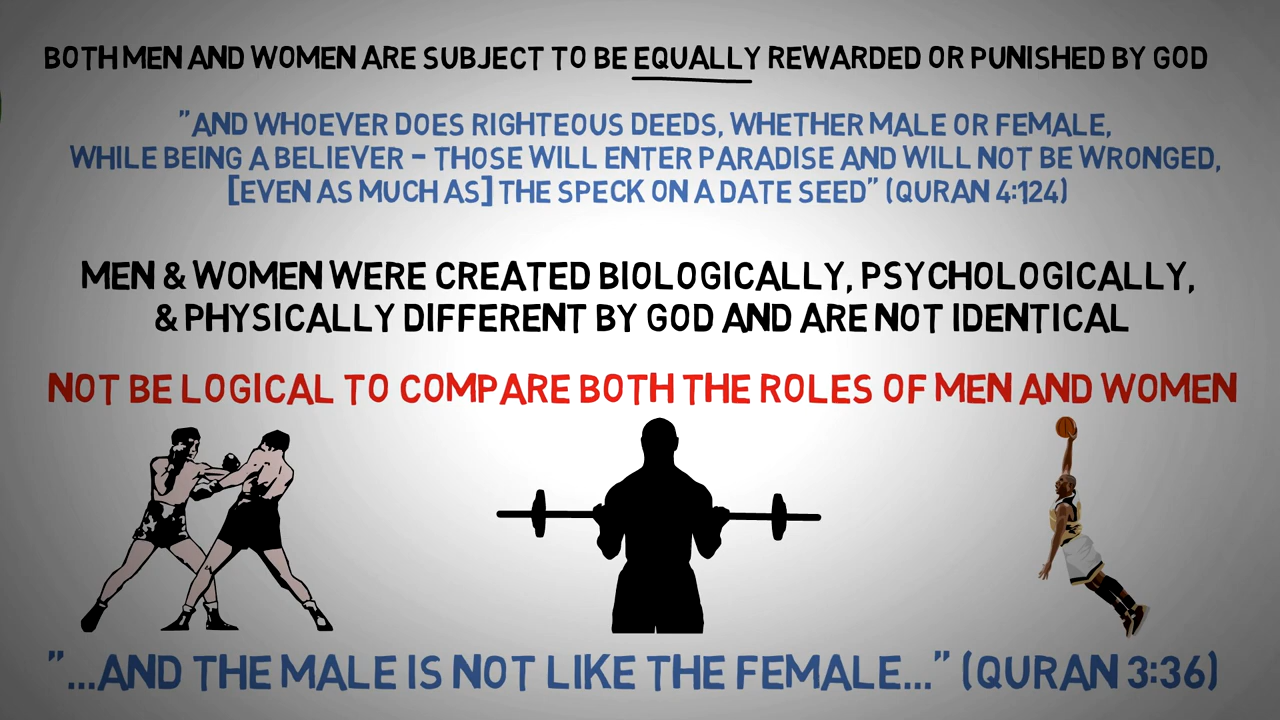 BOTH MEN AND WOMEN ARE SUBJECT TO BE EQUALLY REWARDED OR PUNISHED BY GOD
"AND WHOEVER DOES RIGHTEOUS DEEDS, WHETHER MALE OR FEMALE,
WHILE BEING A BELIEVER – THOSE WILL ENTER PARADISE AND WILL NOT BE WRONGED,
[EVEN AS MUCH AS] THE SPECK ON A DATE SEED" (QURAN 4:124)
MEN & WOMEN WERE CREATED BIOLOGICALLY, PSYCHOLOGICALLY,
& PHYSICALLY DIFFERENT BY GOD AND ARE NOT IDENTICAL
NOT BE LOGICAL TO COMPARE BOTH THE ROLES OF MEN AND WOMEN
"...AND THE MALE IS NOT LIKE THE FEMALE..." (QURAN 3:36)